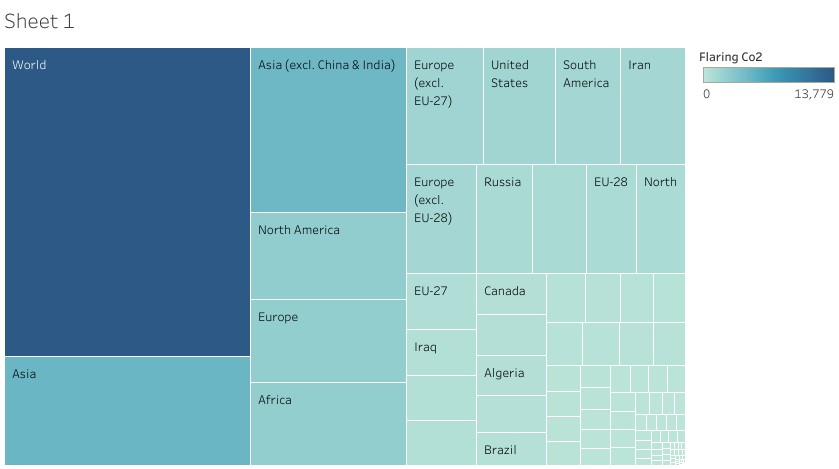 Sheet 1
World
Asia (excl. China & India)
Europe
(excl.
EU-27)
United
States
South
America
Iran
Flaring Co2
0
13,779
Europe
(excl.
EU-28)
Russia
EU-28
North
North America
EU-27
Canada
Europe
Iraq
Asia
Algeria
Africa
Brazil